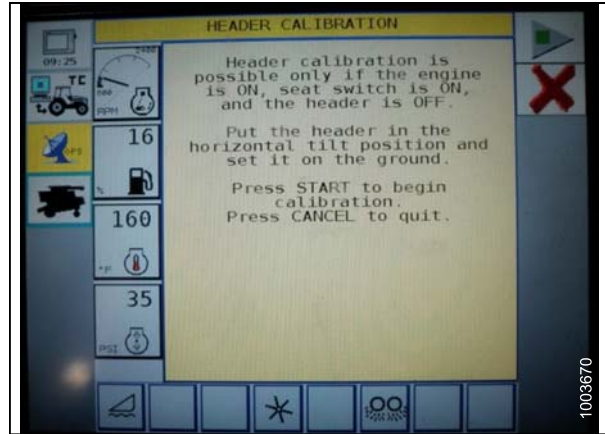 HEADER CALIBRATION
Header calibration is
possible only if the engine
is ON, seat switch is ON,
and the header is OFF.
Put the header in the
horizontal tilt position and
set it on the ground.
Press START to begin
calibration.
Press CANCEL to quit.
09:25
TC
2400
RPM
16
%
160
°F
35
PSI
1003670